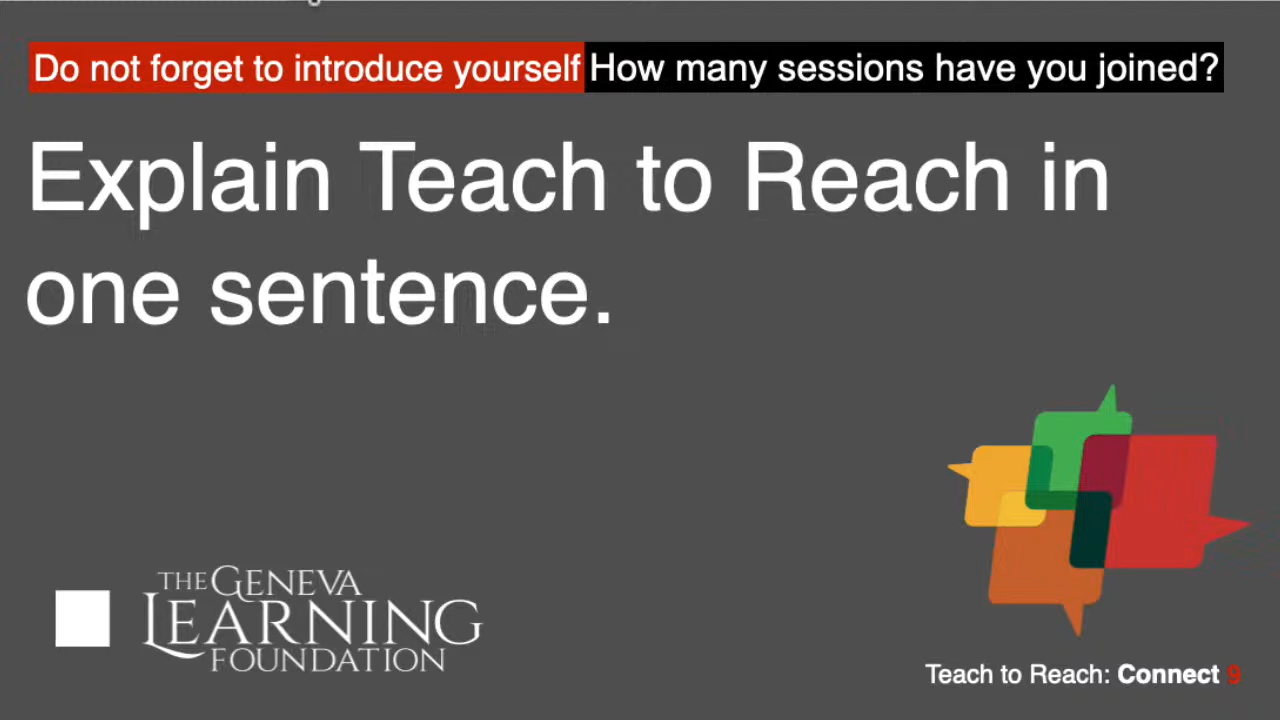 Do not forget to introduce yourself How many sessions have you joined?
Explain Teach to Reach in
one sentence.
THE GENEVA
LEARNING
FOUNDATION
Teach to Reach: Connect 9